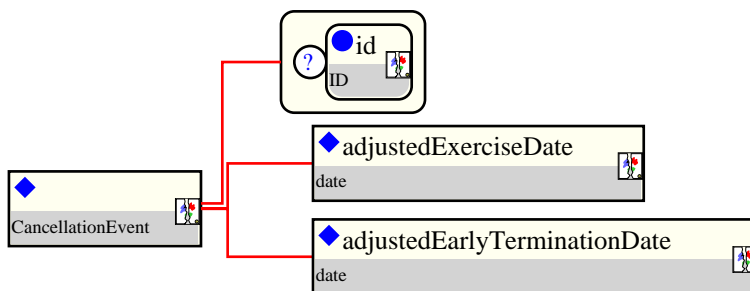 id
?
ID
adjustedExerciseDate
date
CancellationEvent
adjustedEarlyTerminationDate
date